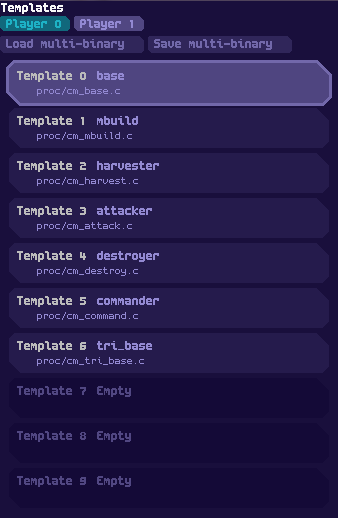 Templates
Player 0 Player 1
Load multi-binary Save multi-binary
Template 0 base
proc/cm_base.c
Template 1 mbuild
proc/cm_mbuild.c
Template 2 harvester
proc/cm_harvest.c
Template 3 attacker
proc/cm_attack.c
Template 4 destroyer
proc/cm_destroy.c
Template 5 commander
proc/cm_command.c
Template 6 tri_base
proc/cm_tri_base.c
Template 7 Empty
Template 8 Empty
Template 9 Empty